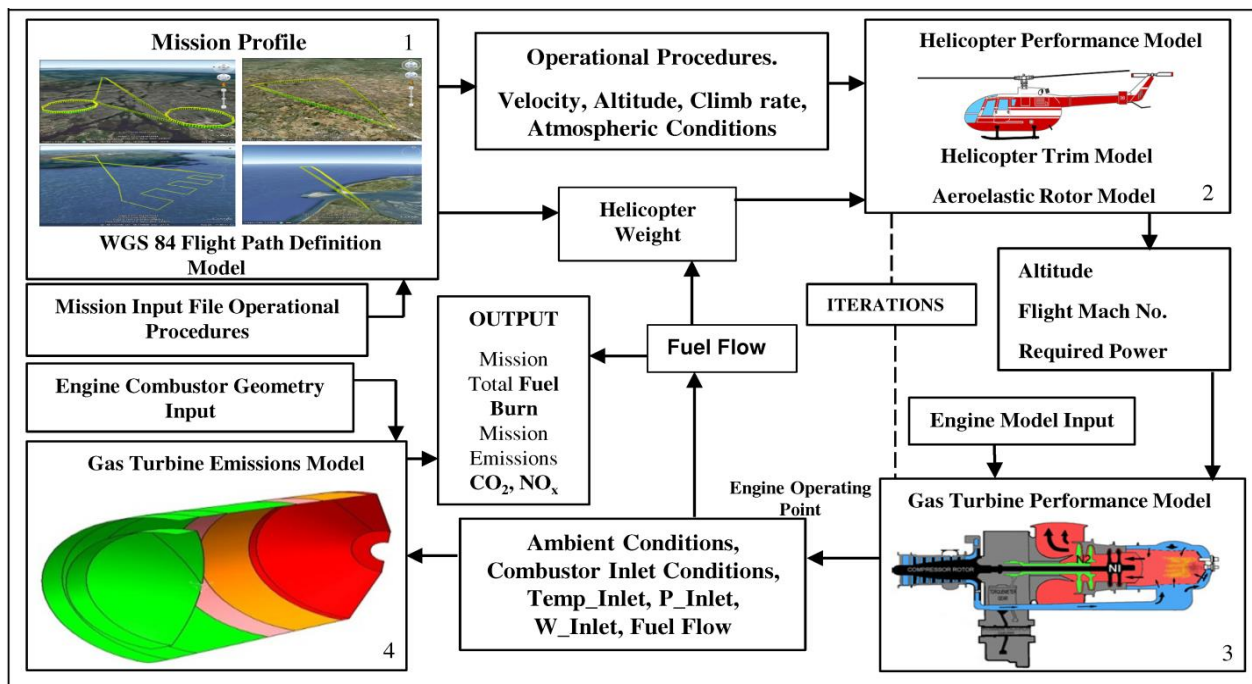 Mission Profile
1
WGS 84 Flight Path Definition
Model
Operational Procedures.
Velocity, Altitude, Climb rate,
Atmospheric Conditions
Helicopter Performance Model
Helicopter Trim Model
Aeroelastic Rotor Model
2
Helicopter
Weight
Mission Input File Operational
Procedures
Engine Combustor Geometry
Input
OUTPUT
Mission
Total Fuel
Burn
Mission
Emissions
CO₂, NOₓ
Fuel Flow
ITERATIONS
Altitude
Flight Mach No.
Required Power
Engine Model Input
Gas Turbine Emissions Model
4
Engine Operating
Point
Ambient Conditions,
Combustor Inlet Conditions,
Temp_Inlet, P_Inlet,
W_Inlet, Fuel Flow
Gas Turbine Performance Model
COMPRESSOR ROTOR
N2
N1
3